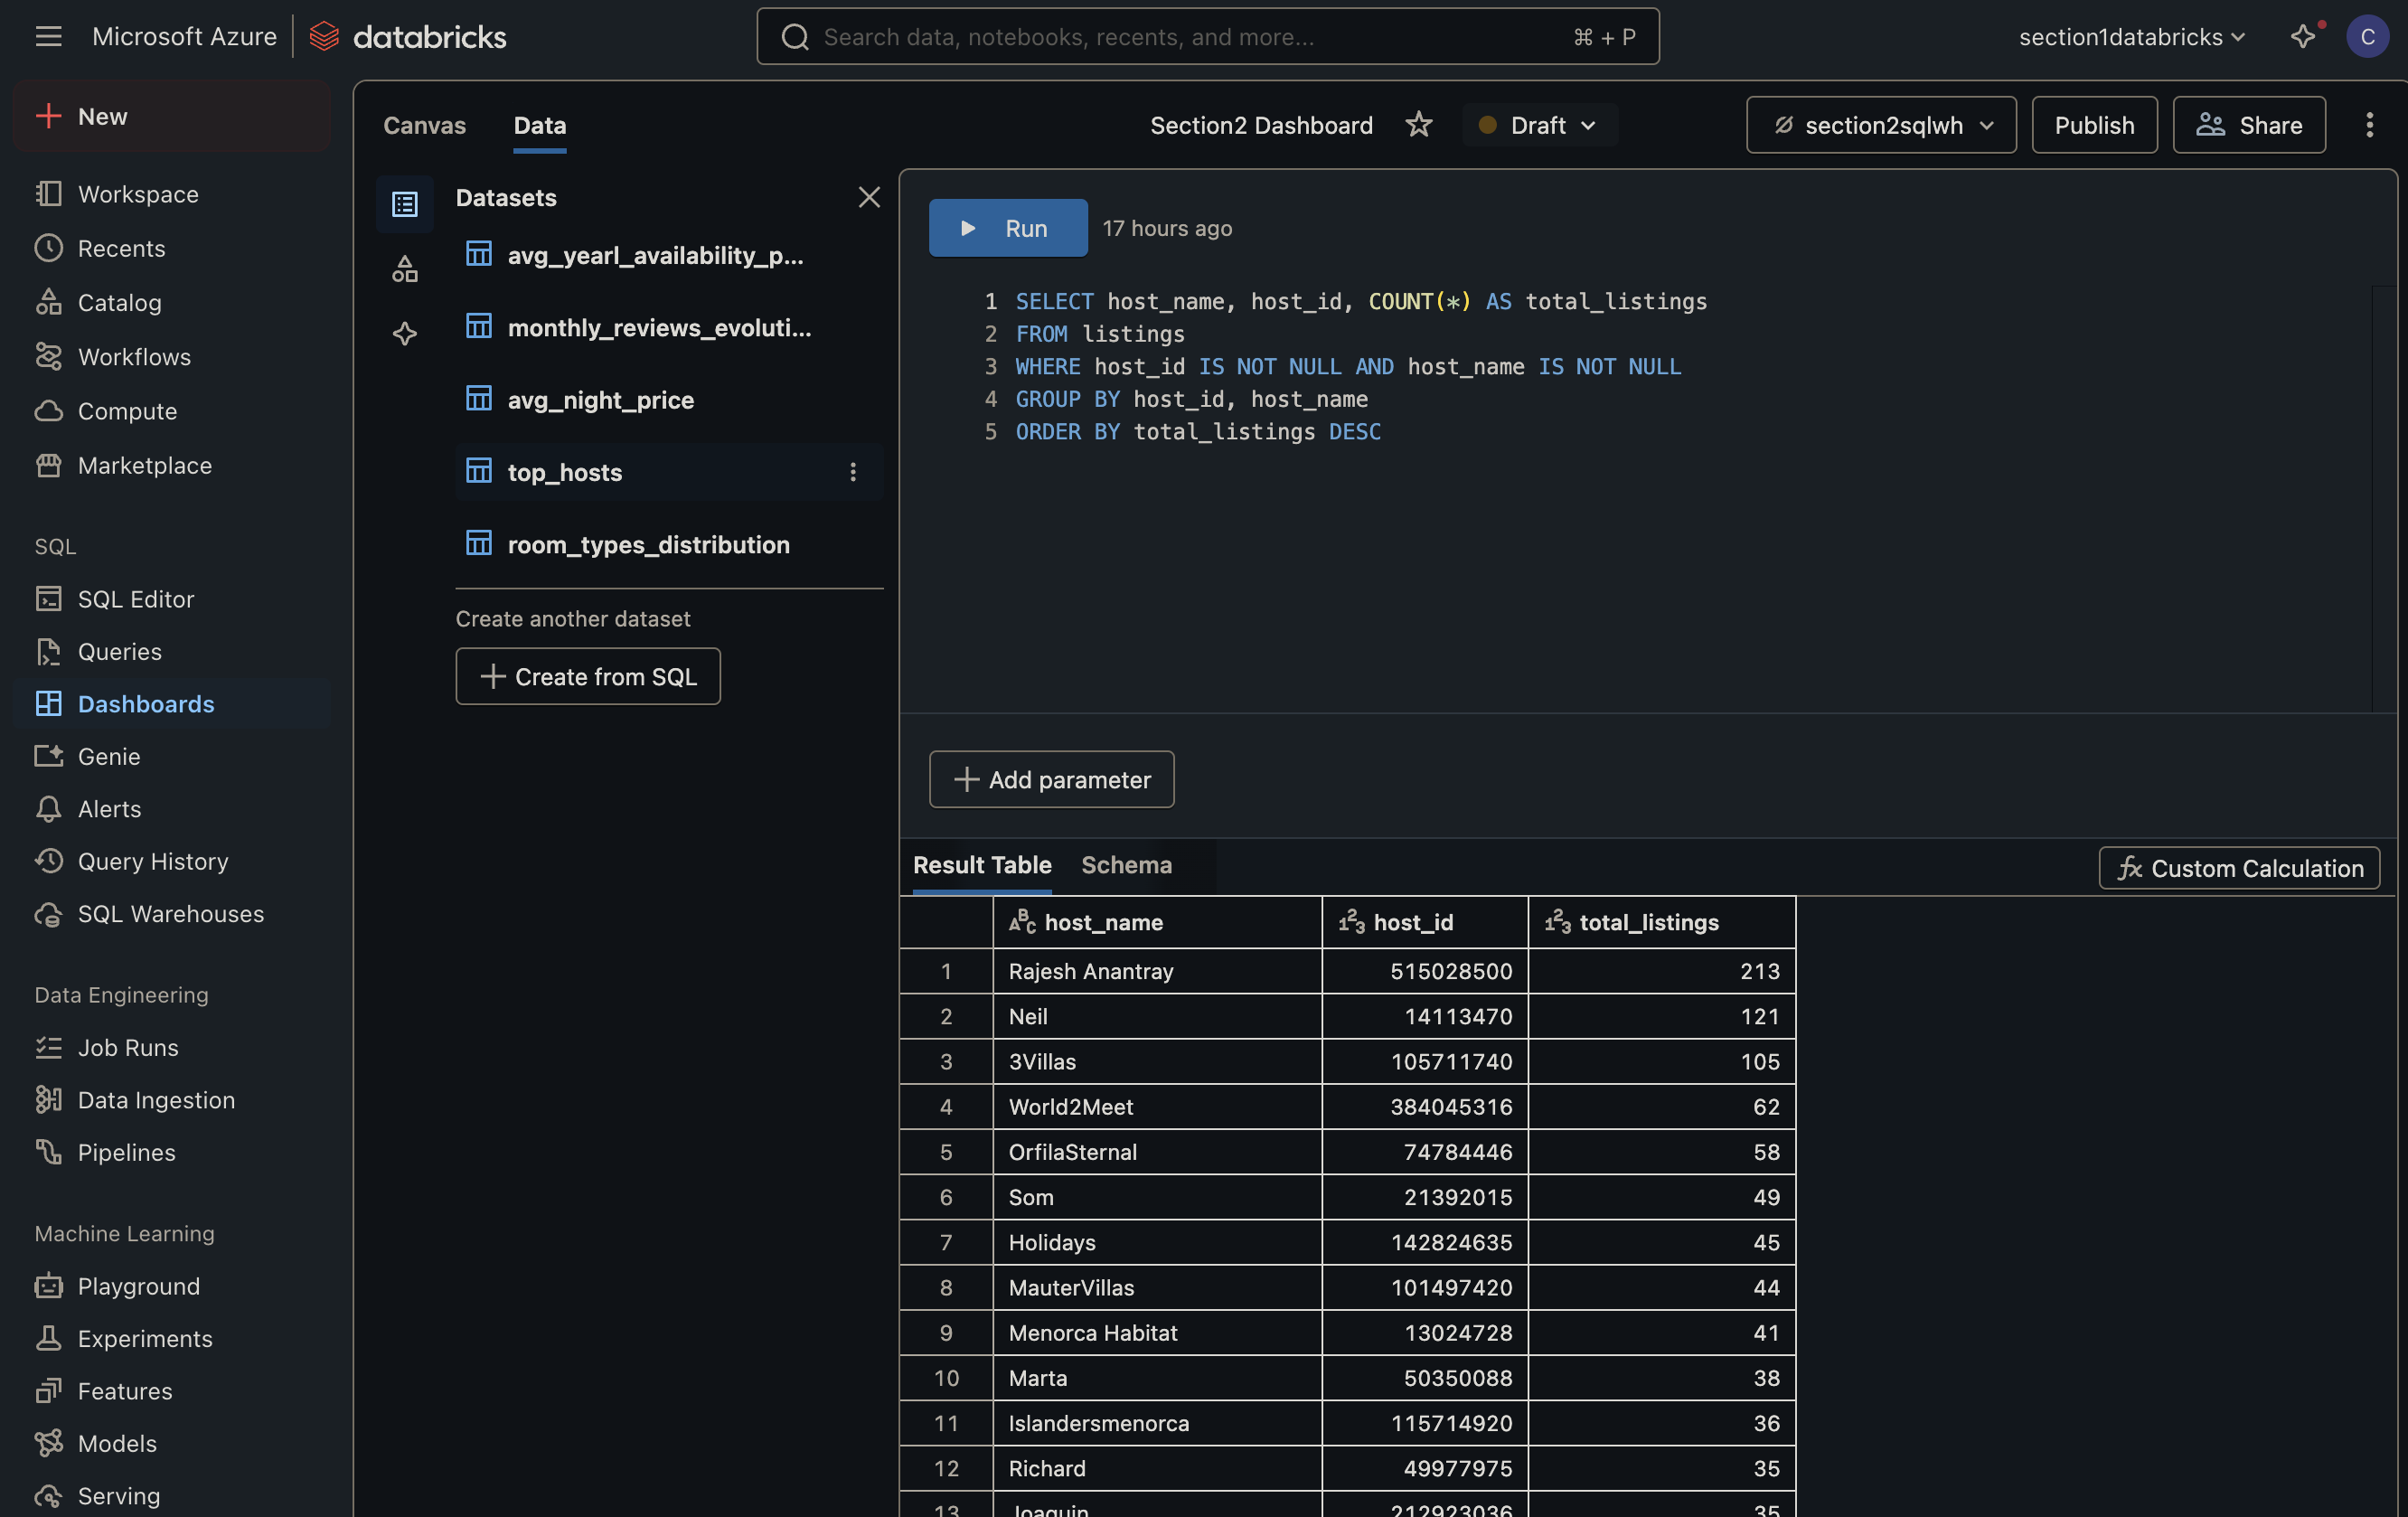 Microsoft Azure databricks
Search data, notebooks, recents, and more...
⌘ + P
section1databricks
C
New
Workspace
Recents
Catalog
Workflows
Compute
Marketplace
SQL
SQL Editor
Queries
Dashboards
Genie
Alerts
Query History
SQL Warehouses
Data Engineering
Job Runs
Data Ingestion
Pipelines
Machine Learning
Playground
Experiments
Features
Models
Serving
Canvas Data
Section2 Dashboard
Draft
section2sqlwh
Publish
Share
Datasets
avg_yearl_availability_p...
monthly_reviews_evoluti...
avg_night_price
top_hosts
room_types_distribution
Create another dataset
Create from SQL
Run 17 hours ago
1 SELECT host_name, host_id, COUNT(*) AS total_listings
2 FROM listings
3 WHERE host_id IS NOT NULL AND host_name IS NOT NULL
4 GROUP BY host_id, host_name
5 ORDER BY total_listings DESC
Add parameter
Result Table Schema
fx Custom Calculation
ABC host_name 123 host_id 123 total_listings
1 Rajesh Anantray 515028500 213
2 Neil 14113470 121
3 3Villas 105711740 105
4 World2Meet 384045316 62
5 OrfilaSternal 74784446 58
6 Som 21392015 49
7 Holidays 142824635 45
8 MauterVillas 101497420 44
9 Menorca Habitat 13024728 41
10 Marta 50350088 38
11 Islandersmenorca 115714920 36
12 Richard 49977975 35
13 Joaquin 212923036 35